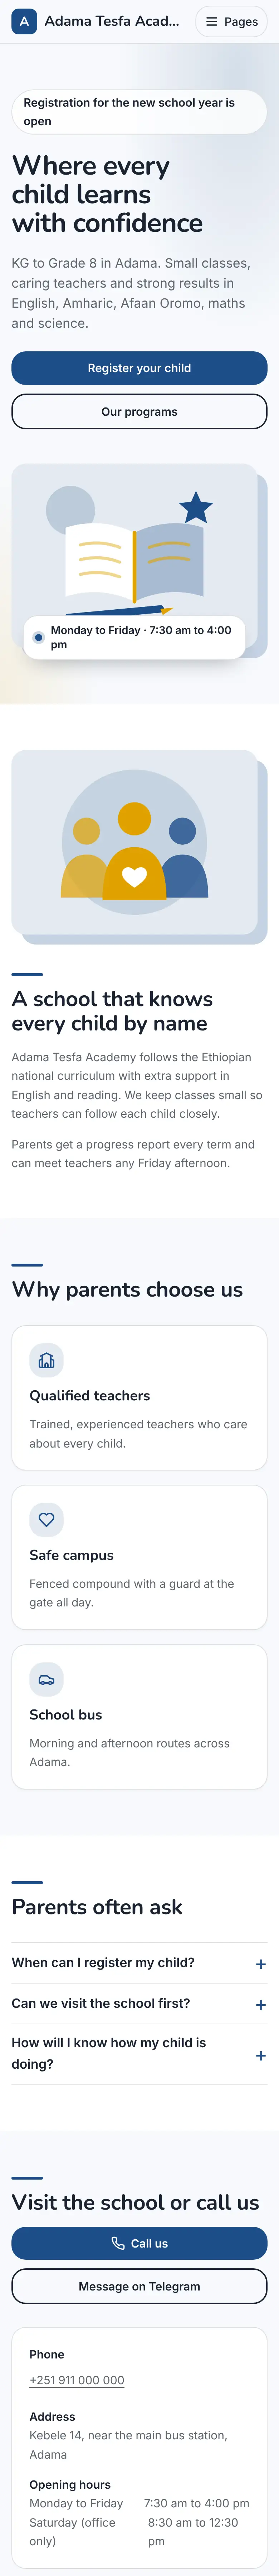 A Adama Tesfa Acad... Pages
Registration for the new school year is
open
Where every
child learns
with confidence
KG to Grade 8 in Adama. Small classes,
caring teachers and strong results in
English, Amharic, Afaan Oromo, maths
and science.
Register your child
Our programs
Monday to Friday · 7:30 am to 4:00
pm
A school that knows
every child by name
Adama Tesfa Academy follows the Ethiopian
national curriculum with extra support in
English and reading. We keep classes small so
teachers can follow each child closely.
Parents get a progress report every term and
can meet teachers any Friday afternoon.
Why parents choose us
Qualified teachers
Trained, experienced teachers who care
about every child.
Safe campus
Fenced compound with a guard at the
gate all day.
School bus
Morning and afternoon routes across
Adama.
Parents often ask
When can I register my child? +
Can we visit the school first? +
How will I know how my child is
doing? +
Visit the school or call us
Call us
Message on Telegram
Phone
+251 911 000 000
Address
Kebele 14, near the main bus station,
Adama
Opening hours
Monday to Friday 7:30 am to 4:00 pm
Saturday (office 8:30 am to 12:30
only) pm